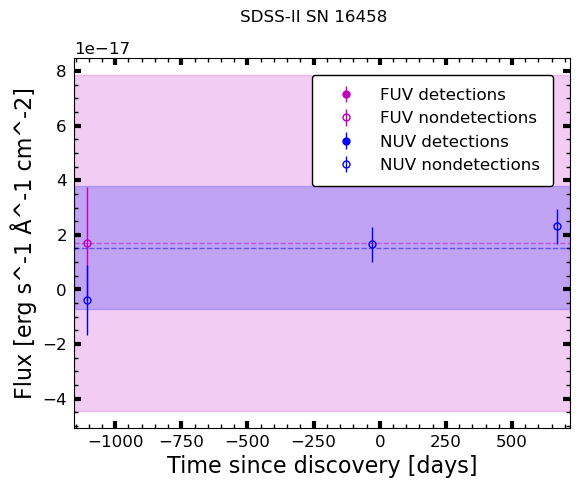 SDSS-II SN 16458
1e−17
8
6
4
2
0
−2
−4
Flux [erg s^-1 Å^-1 cm^-2]
FUV detections
FUV nondetections
NUV detections
NUV nondetections
−1000 −750 −500 −250 0 250 500
Time since discovery [days]